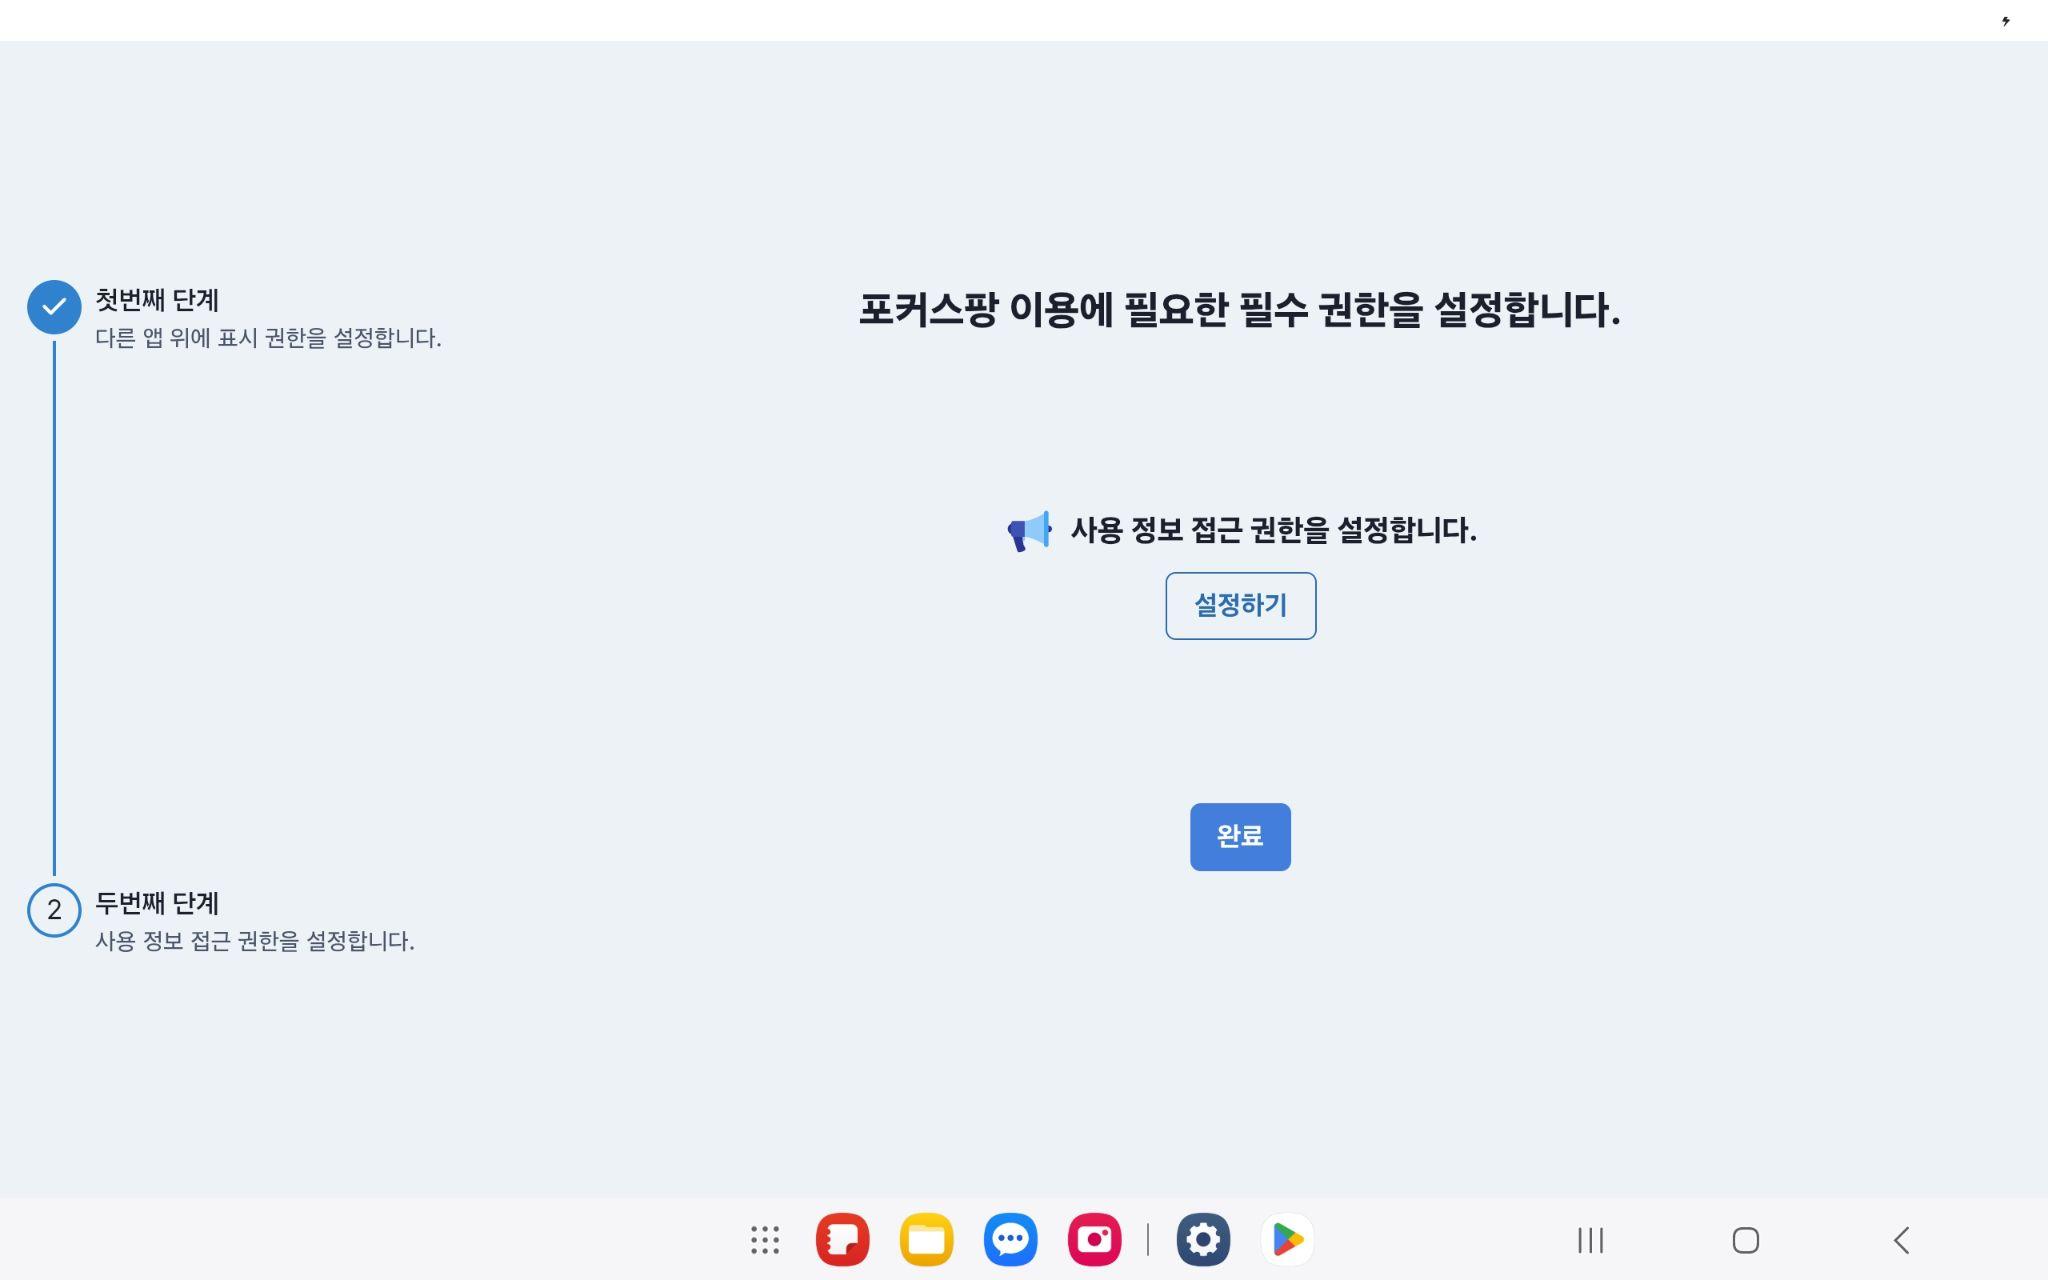 첫번째 단계
다른 앱 위에 표시 권한을 설정합니다.
포커스팡 이용에 필요한 필수 권한을 설정합니다.
사용 정보 접근 권한을 설정합니다.
설정하기
완료
2
두번째 단계
사용 정보 접근 권한을 설정합니다.